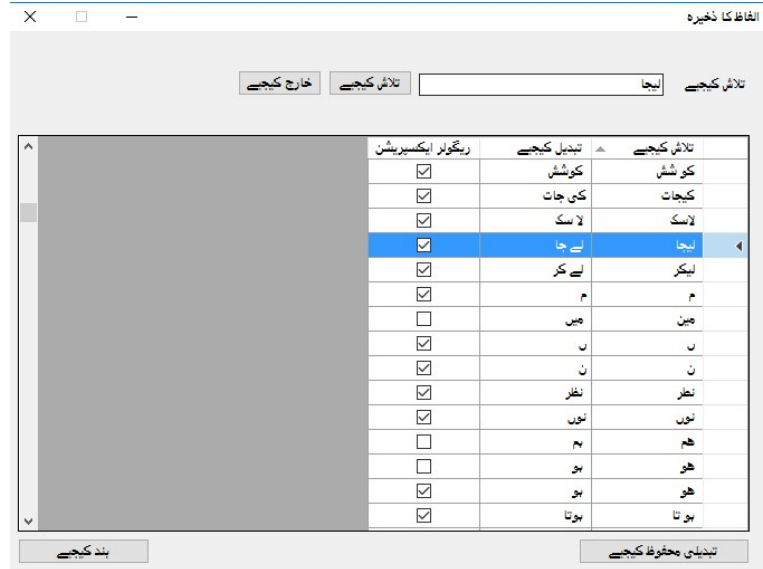 الفاظ کا ذخیرہ
تلاش کیجیے لیجا تلاش کیجیے خارج کیجیے
تلاش کیجیے تبدیل کیجیے ریگولر ایکسپریشن
کو شش کوشش
کیجات کی جات
لاسک لا سک
لیجا لے جا
لیکر لے کر
م م
مین میں
ں ں
ن ن
نطر نظر
نوں نوں
ھم ہم
ھو ہو
ھو ہو
ہو تا ہوتا
تبدیلی محفوظ کیجیے بند کیجیے